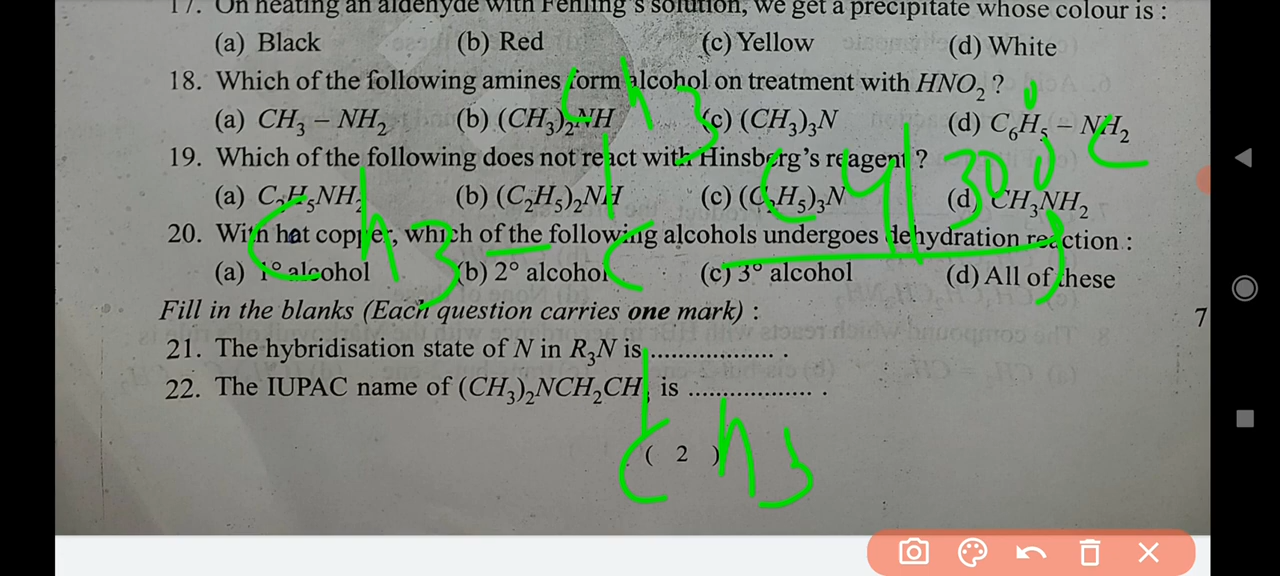 17. On heating an aldehyde with Fehling's solution, we get a precipitate whose colour is :
(a) Black (b) Red (c) Yellow (d) White
18. Which of the following amines form alcohol on treatment with HNO₂ ?
(a) CH₃ – NH₂ (b) (CH₃)₂NH (c) (CH₃)₃N (d) C₆H₅ – NH₂
19. Which of the following does not react with Hinsberg's reagent ?
(a) C₂H₅NH₂ (b) (C₂H₅)₂NH (c) (C₂H₅)₃N (d) CH₃NH₂
20. With hot copper, which of the following alcohols undergoes dehydration reaction :
(a) 1° alcohol (b) 2° alcohol (c) 3° alcohol (d) All of these
Fill in the blanks (Each question carries one mark) :
7
21. The hybridisation state of N in R₃N is .................. .
22. The IUPAC name of (CH₃)₂NCH₂CH₃ is .................. .
( 2 )
ch3
ch3 – c
cu / 300°c
ch3